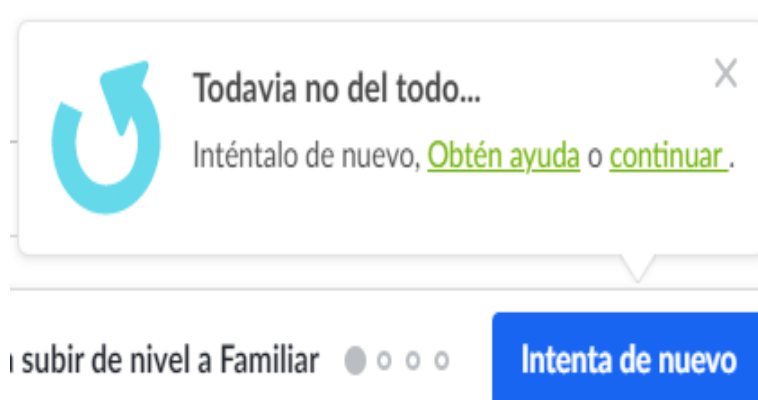 Todavia no del todo...
Inténtalo de nuevo, Obtén ayuda o continuar .
subir de nivel a Familiar
Intenta de nuevo